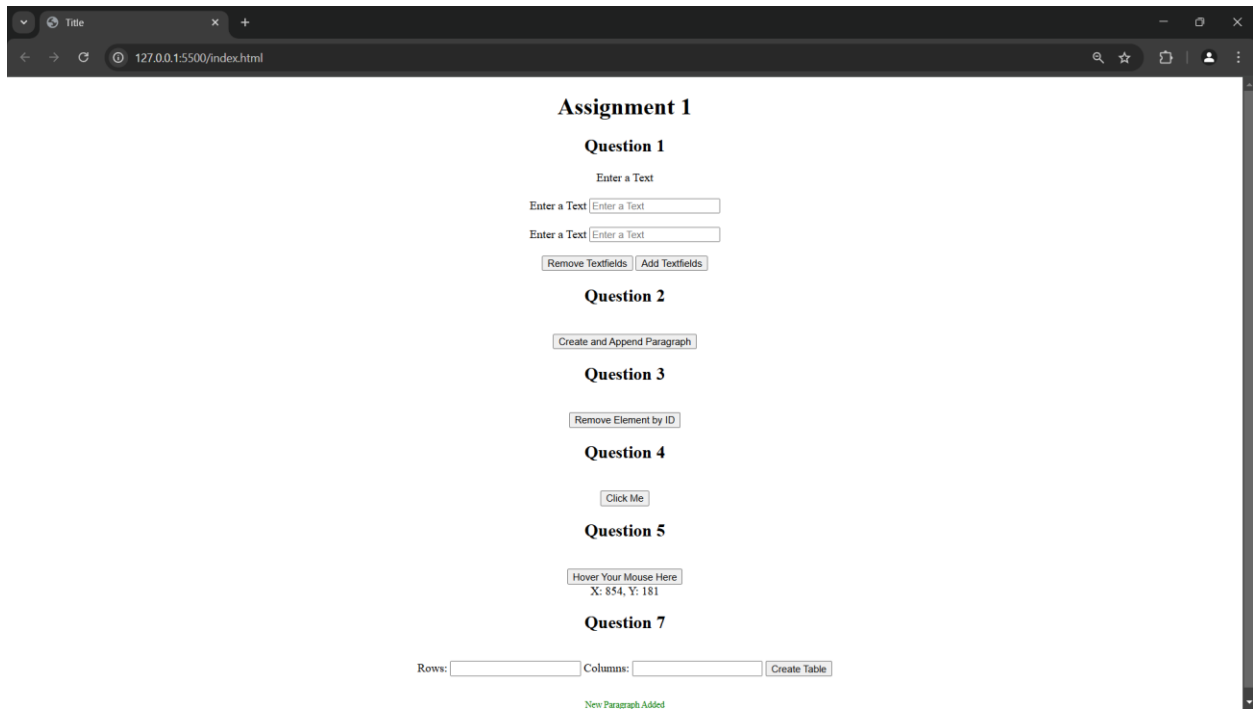 Title
127.0.0.1:5500/index.html
Assignment 1
Question 1
Enter a Text
Enter a Text Enter a Text
Enter a Text Enter a Text
Remove Textfields Add Textfields
Question 2
Create and Append Paragraph
Question 3
Remove Element by ID
Question 4
Click Me
Question 5
Hover Your Mouse Here
X: 854, Y: 181
Question 7
Rows: Columns: Create Table
New Paragraph Added